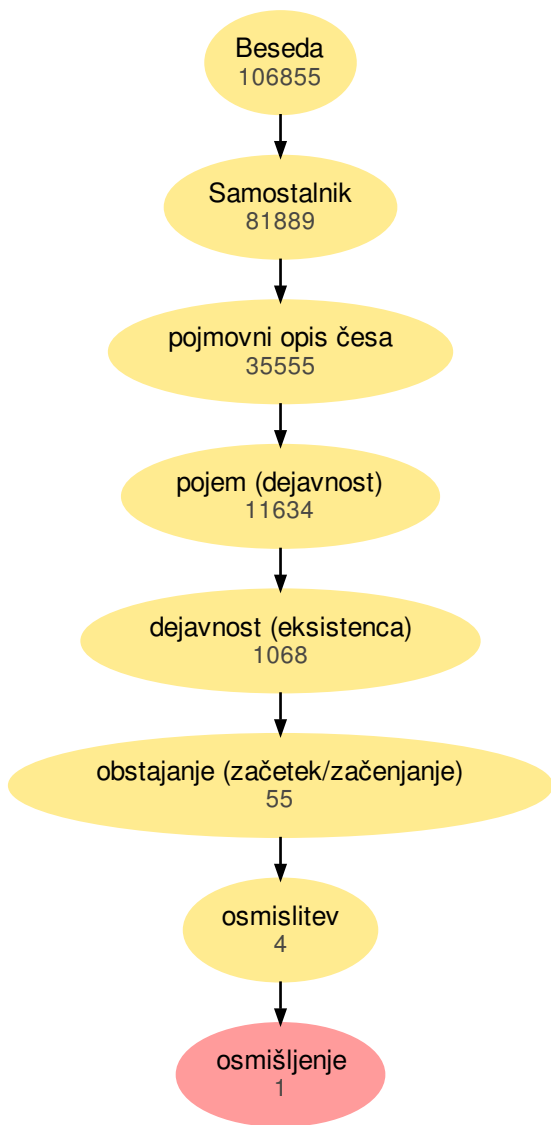 Beseda
106855
Samostalnik
81889
pojmovni opis česa
35555
pojem (dejavnost)
11634
dejavnost (eksistenca)
1068
obstajanje (začetek/začenjanje)
55
osmislitev
4
osmišljenje
1